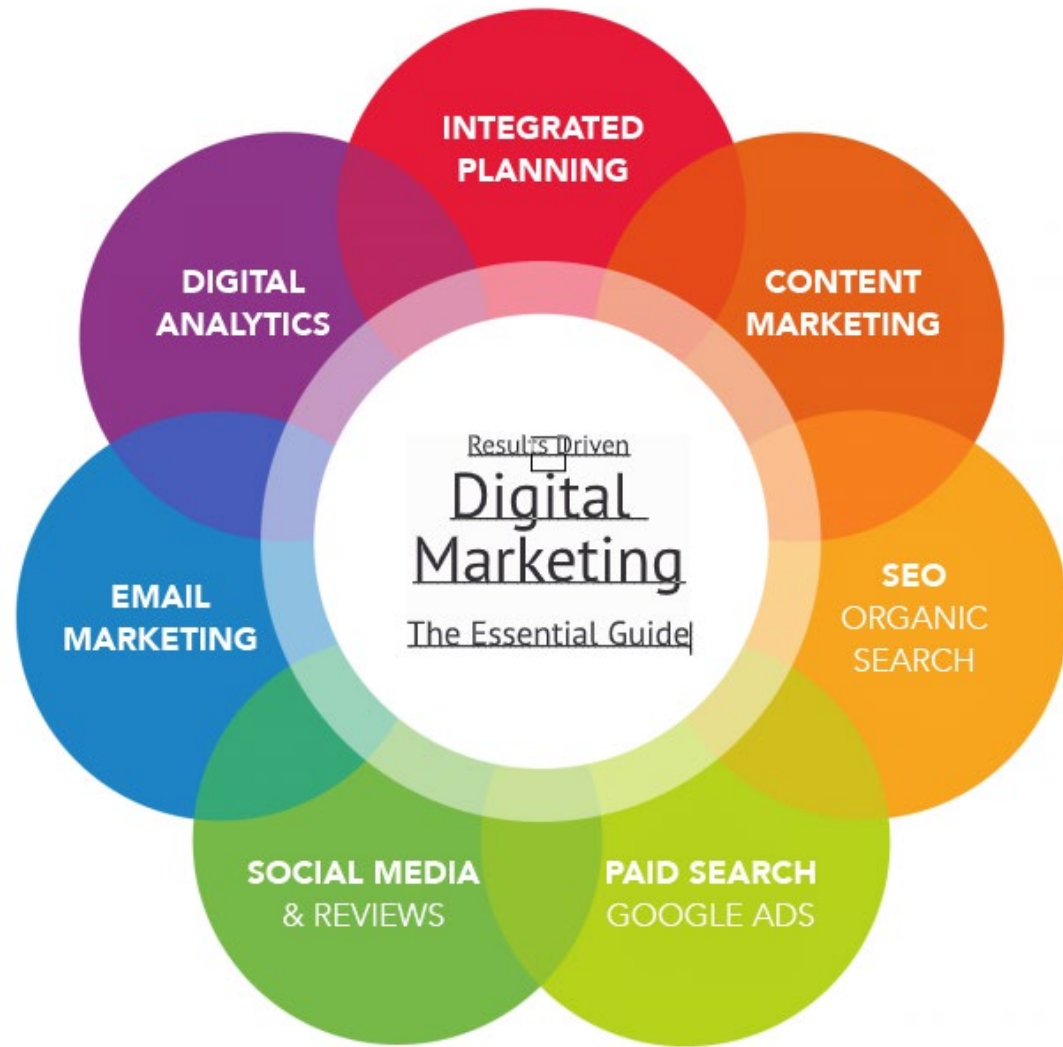 INTEGRATED
PLANNING
CONTENT
MARKETING
SEO
ORGANIC
SEARCH
PAID SEARCH
GOOGLE ADS
SOCIAL MEDIA
& REVIEWS
EMAIL
MARKETING
DIGITAL
ANALYTICS
Results Driven
Digital
Marketing
The Essential Guide